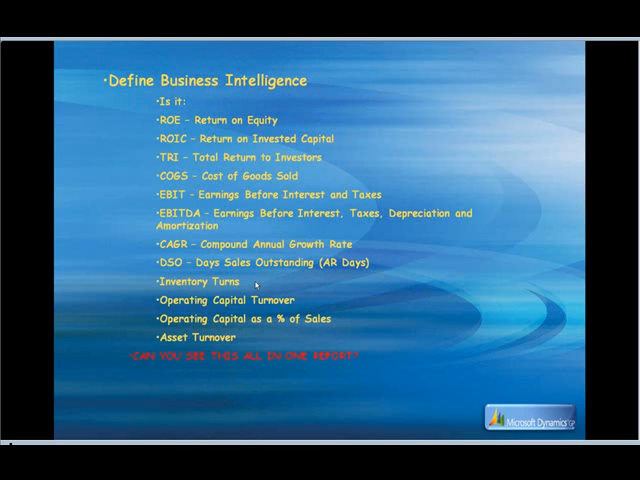 •Define Business Intelligence
•Is it:
•ROE – Return on Equity
•ROIC – Return on Invested Capital
•TRI – Total Return to Investors
•COGS – Cost of Goods Sold
•EBIT – Earnings Before Interest and Taxes
•EBITDA – Earnings Before Interest, Taxes, Depreciation and
Amortization
•CAGR – Compound Annual Growth Rate
•DSO – Days Sales Outstanding (AR Days)
•Inventory Turns
•Operating Capital Turnover
•Operating Capital as a % of Sales
•Asset Turnover
•CAN YOU SEE THIS ALL IN ONE REPORT?
Microsoft Dynamics GP